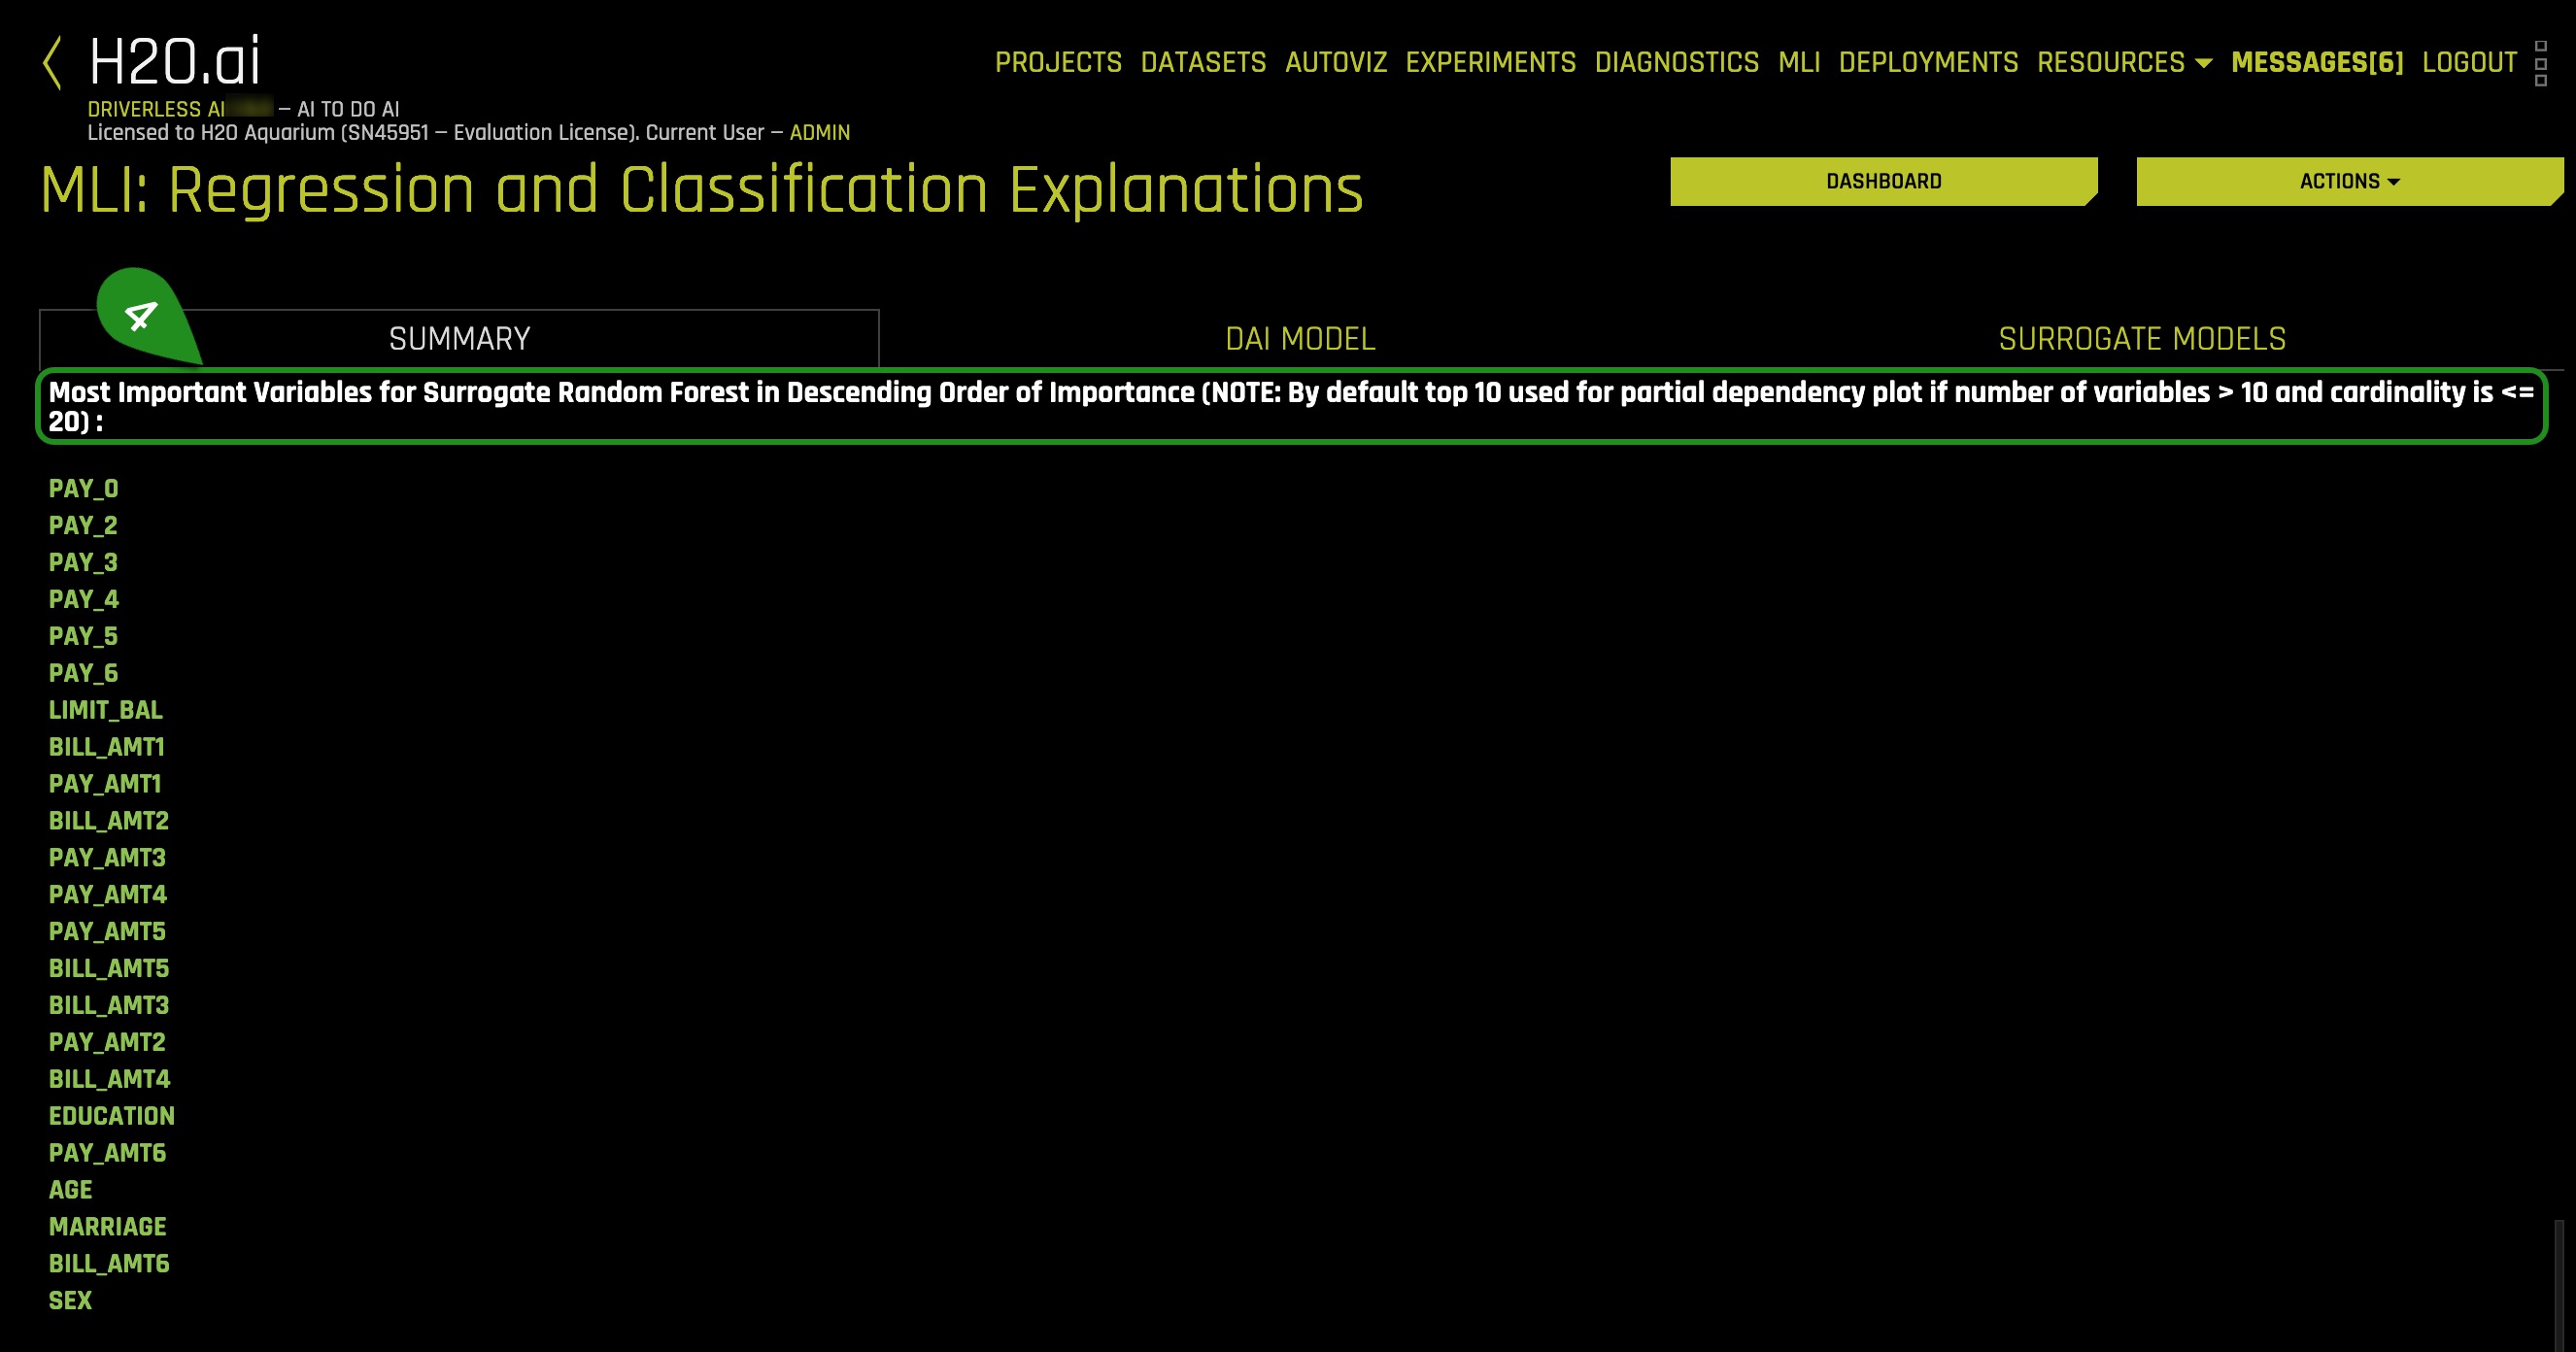 H2O.ai
PROJECTS DATASETS AUTOVIZ EXPERIMENTS DIAGNOSTICS MLI DEPLOYMENTS RESOURCES MESSAGES[6] LOGOUT
DRIVERLESS AI – AI TO DO AI
Licensed to H2O Aquarium (SN45951 – Evaluation License). Current User – ADMIN
MLI: Regression and Classification Explanations
DASHBOARD
ACTIONS
4
SUMMARY
DAI MODEL
SURROGATE MODELS
Most Important Variables for Surrogate Random Forest in Descending Order of Importance (NOTE: By default top 10 used for partial dependency plot if number of variables > 10 and cardinality is <=
20) :
PAY_0
PAY_2
PAY_3
PAY_4
PAY_5
PAY_6
LIMIT_BAL
BILL_AMT1
PAY_AMT1
BILL_AMT2
PAY_AMT3
PAY_AMT4
PAY_AMT5
BILL_AMT5
BILL_AMT3
PAY_AMT2
BILL_AMT4
EDUCATION
PAY_AMT6
AGE
MARRIAGE
BILL_AMT6
SEX